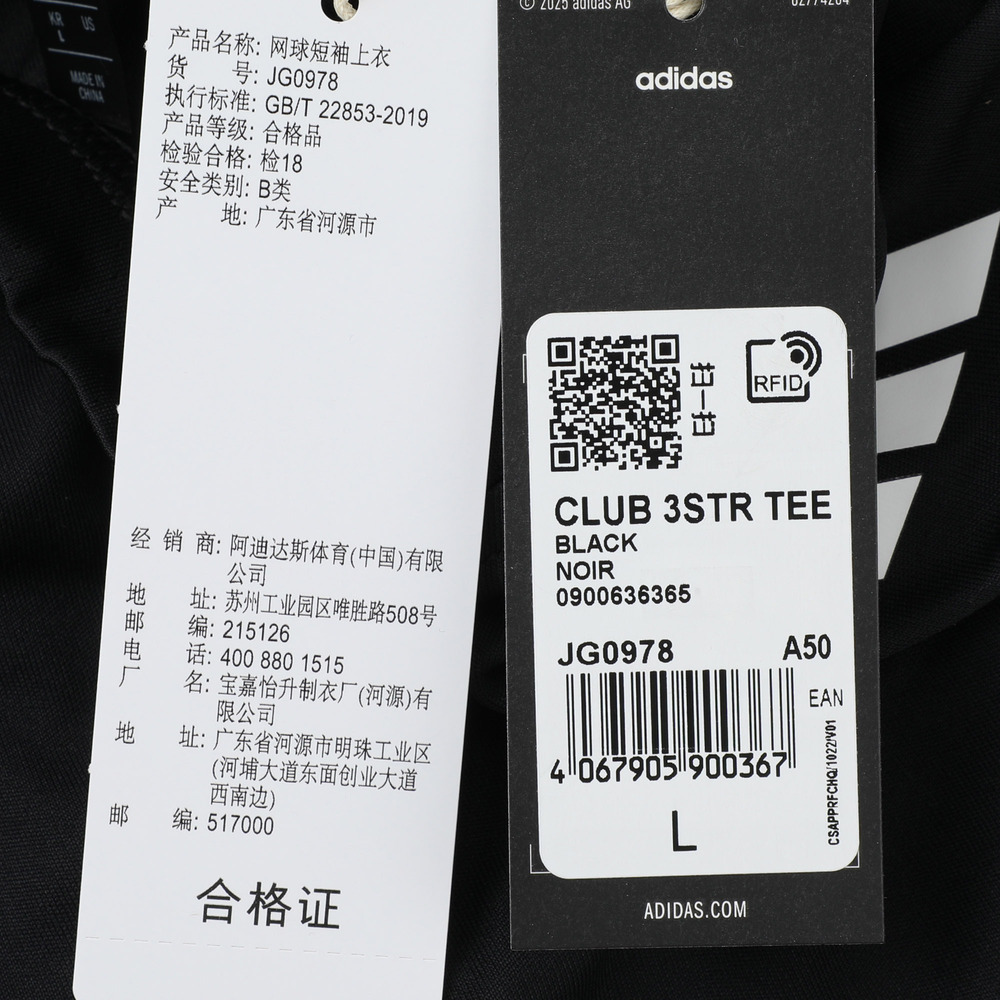 KR US
L
MADE IN
CHINA
产品名称: 网球短袖上衣
货 号: JG0978
执行标准: GB/T 22853-2019
产品等级: 合格品
检验合格: 检18
安全类别: B类
产 地: 广东省河源市
经 销 商: 阿迪达斯体育(中国)有限
公司
地 址: 苏州工业园区唯胜路508号
邮 编: 215126
电 话: 400 880 1515
厂 名: 宝嘉怡升制衣厂(河源)有
限公司
地 址: 广东省河源市明珠工业区
(河埔大道东面创业大道
西南边)
邮 编: 517000
合格证
© 2025 adidas AG
adidas
扫一扫
RFID
CLUB 3STR TEE
BLACK
NOIR
0900636365
JG0978 A50
EAN
4 067905 900367
CSAPPRFCHQ/1022/V01
L
ADIDAS.COM